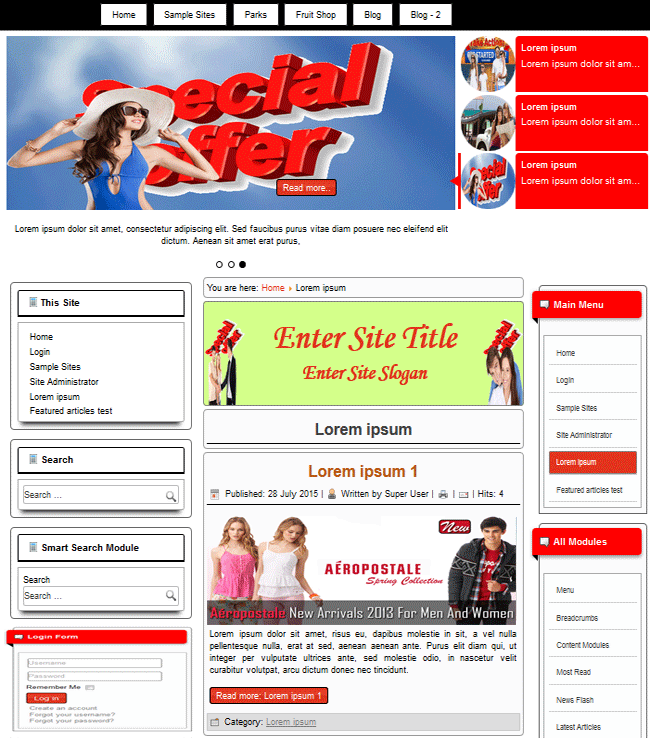 Home Sample Sites Parks Fruit Shop Blog Blog - 2
Special
offer
Read more..
Lorem ipsum dolor sit amet, consectetur adipiscing elit. Sed faucibus purus vitae diam posuere nec eleifend elit
dictum. Aenean sit amet erat purus,
Lorem ipsum
Lorem ipsum dolor sit am...
Lorem ipsum
Lorem ipsum dolor sit am...
Special
offer
Lorem ipsum
Lorem ipsum dolor sit am...
This Site
Home
Login
Sample Sites
Site Administrator
Lorem ipsum
Featured articles test
Search
Search ...
Smart Search Module
Search
Search ...
Login Form
Username
Password
Remember Me
Log in
Create an account
Forgot your username?
Forgot your password?
You are here: Home Lorem ipsum
Enter Site Title
Enter Site Slogan
Lorem ipsum
Lorem ipsum 1
Published: 28 July 2015 | Written by Super User | | | Hits: 4
New
AÉROPOSTALE
Spring Collection
Aéropostale New Arrivals 2013 For Men And Women
Lorem ipsum dolor sit amet, risus eu, dapibus molestie in sit, a vel nulla
pellentesque nulla, erat at sed, aenean aenean ante. Purus elit diam qui, ut
integer per vulputate ultrices ante, sed molestie odio, in nascetur velit
curabitur volutpat, arcu dictum donec nec tincidunt.
Read more: Lorem ipsum 1
Category: Lorem ipsum
Main Menu
Home
Login
Sample Sites
Site Administrator
Lorem ipsum
Featured articles test
All Modules
Menu
Breadcrumbs
Content Modules
Most Read
News Flash
Latest Articles